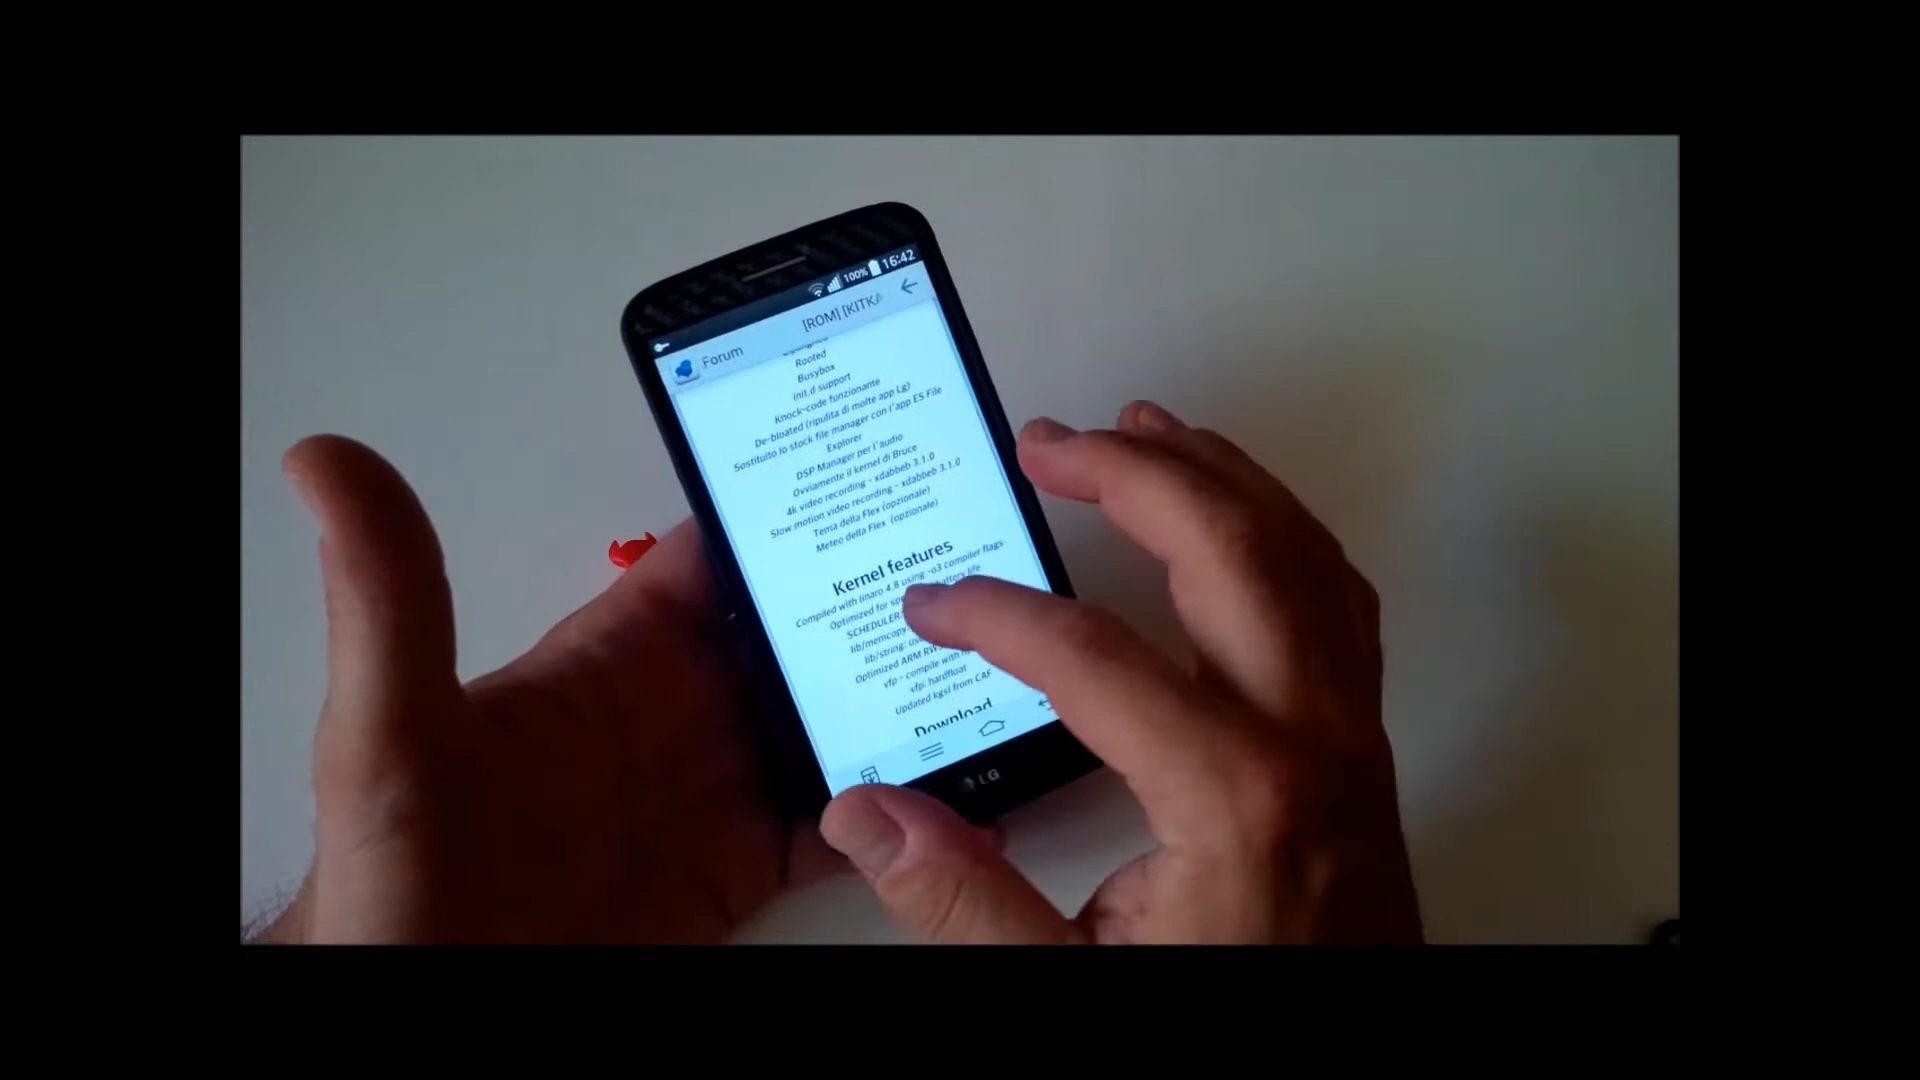 100% 16:42
[ROM] [KITKA
Forum
Rooted
Busybox
init.d support
Knock-code funzionante
De-bloated (ripulita di molte app Lg)
Sostituito lo stock file manager con l'app ES File
Explorer
DSP Manager per l'audio
Ovviamente il kernel di Bruce
4k video recording - xdabbeb 3.1.0
Slow motion video recording - xdabbeb 3.1.0
Tema della Flex (opzionale)
Meteo della Flex (opzionale)
Kernel features
Compiled with linaro 4.8 using -o3 compiler flags
Optimized for battery life
SCHEDULER:
lib/memcopy
lib/string:
Optimized ARM
vfp - compile with
vfp: hardfloat
Updated kgsl from CAF
Download
LG